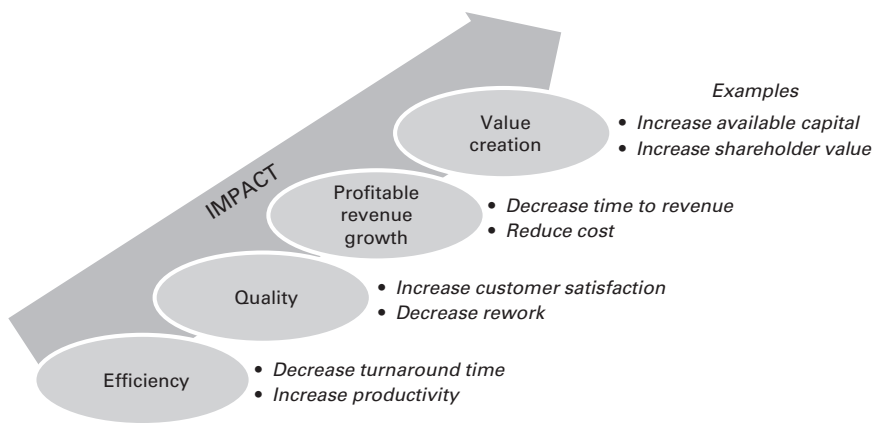 Examples
Value
creation
• Increase available capital
• Increase shareholder value
IMPACT
Profitable
revenue
growth
• Decrease time to revenue
• Reduce cost
Quality
• Increase customer satisfaction
• Decrease rework
Efficiency
• Decrease turnaround time
• Increase productivity